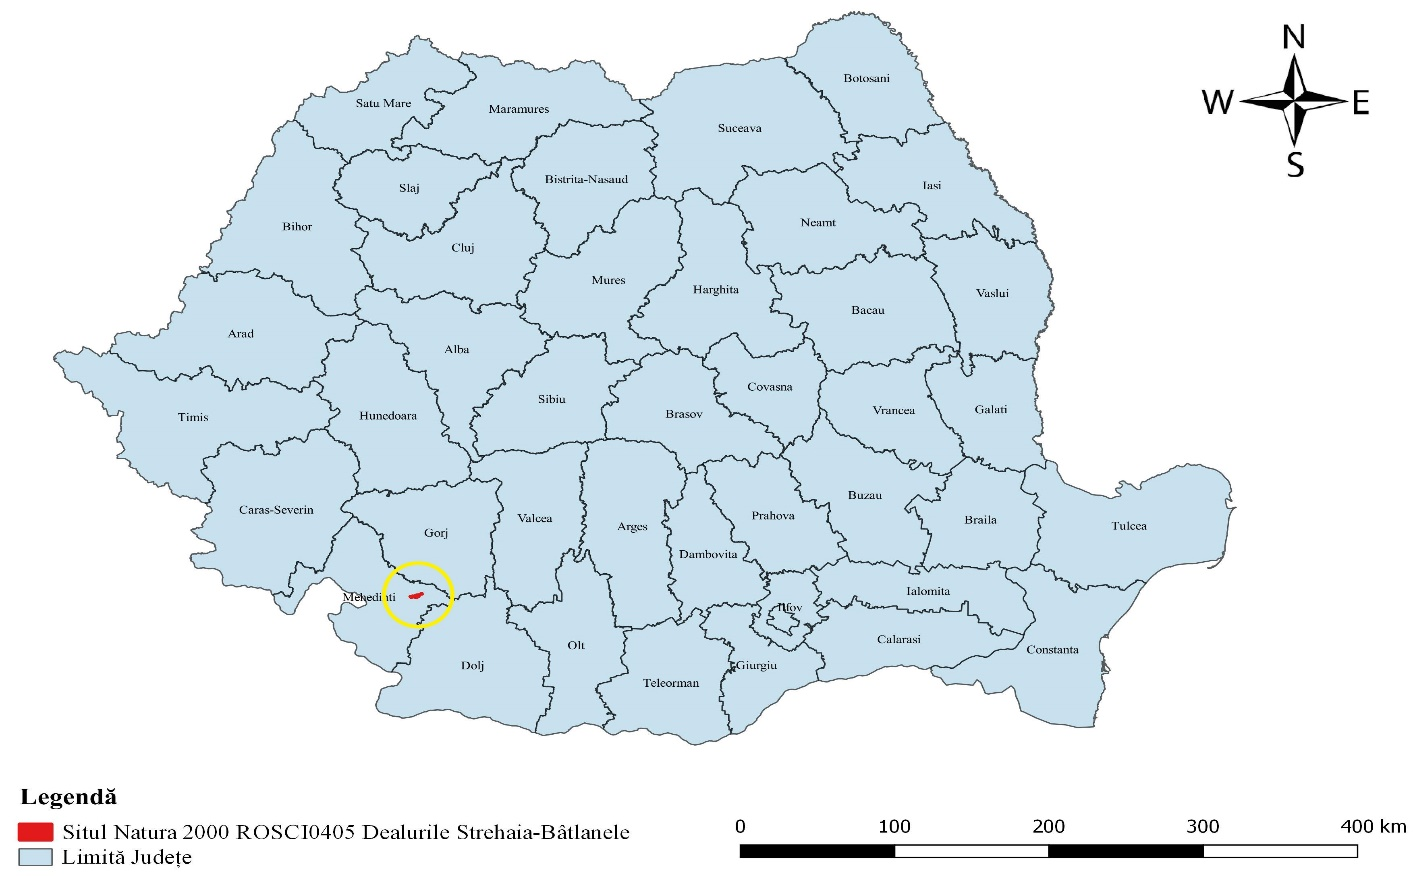 N
Botosani
Satu Mare
Maramures
W
E
Suceava
S
Slaj
Bistrita-Nasaud
Iasi
Bihor
Neamt
Cluj
Mures
Harghita
Vaslui
Bacau
Arad
Alba
Covasna
Sibiu
Timis
Hunedoara
Brasov
Vrancea
Galati
Buzau
Caras-Severin
Valcea
Prahova
Braila
Gorj
Arges
Tulcea
Dambovita
Mehedinti
Ialomita
Ilfov
Olt
Calarasi
Constanta
Dolj
Giurgiu
Teleorman
Legendă
Situl Natura 2000 ROSCI0405 Dealurile Strehaia-Bâtlanele
Limită Județe
0 100 200 300 400 km